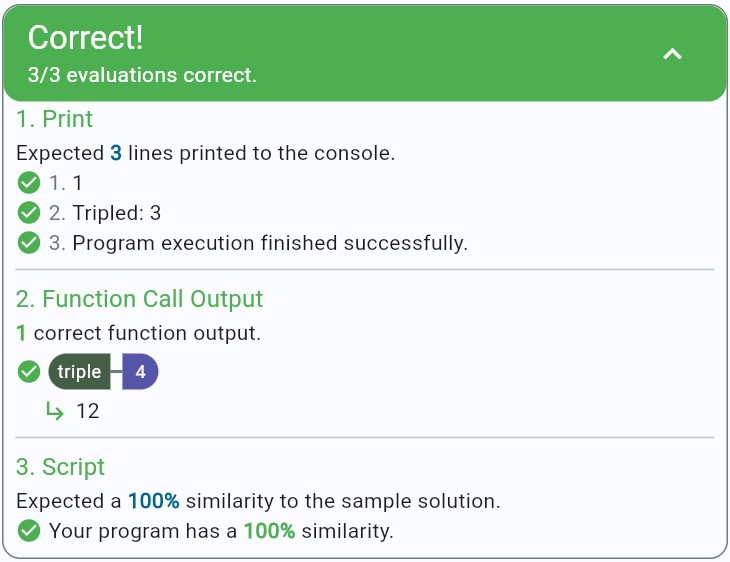 Correct!
3/3 evaluations correct.
1. Print
Expected 3 lines printed to the console.
1. 1
2. Tripled: 3
3. Program execution finished successfully.
2. Function Call Output
1 correct function output.
triple 4
12
3. Script
Expected a 100% similarity to the sample solution.
Your program has a 100% similarity.